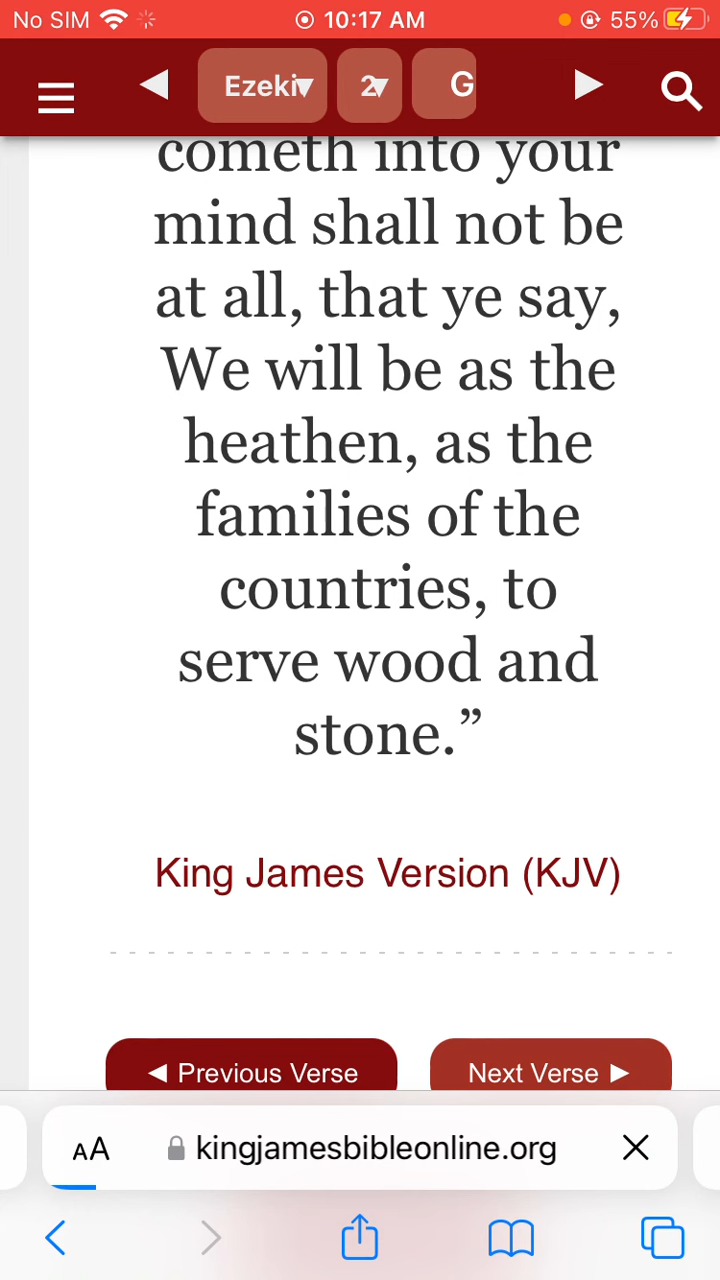 No SIM 10:17 AM 55%
Ezeki 2 G
cometh into your
mind shall not be
at all, that ye say,
We will be as the
heathen, as the
families of the
countries, to
serve wood and
stone.”
King James Version (KJV)
◄ Previous Verse Next Verse ►
AA kingjamesbibleonline.org